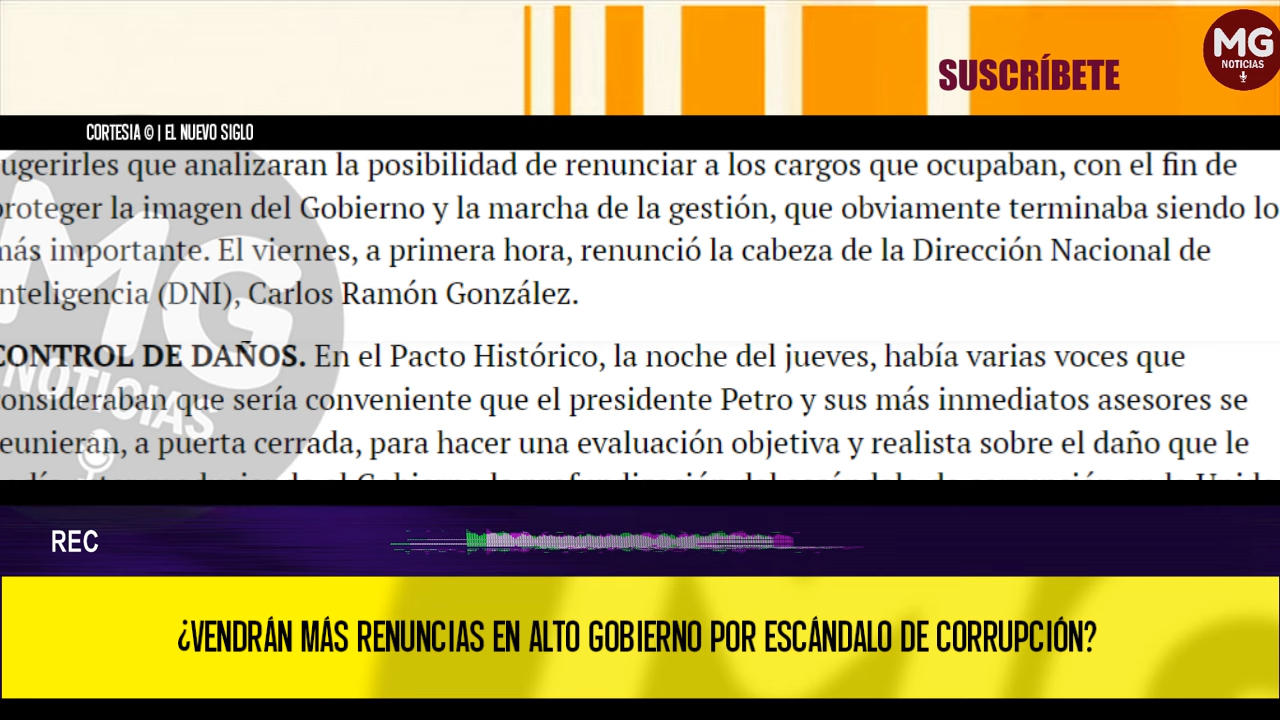 MG
NOTICIAS
SUSCRÍBETE
CORTESIA © | EL NUEVO SIGLO
ugerirles que analizaran la posibilidad de renunciar a los cargos que ocupaban, con el fin de
proteger la imagen del Gobierno y la marcha de la gestión, que obviamente terminaba siendo lo
más importante. El viernes, a primera hora, renunció la cabeza de la Dirección Nacional de
nteligencia (DNI), Carlos Ramón González.
CONTROL DE DAÑOS. En el Pacto Histórico, la noche del jueves, había varias voces que
onsideraban que sería conveniente que el presidente Petro y sus más inmediatos asesores se
eunieran, a puerta cerrada, para hacer una evaluación objetiva y realista sobre el daño que le
MG
NOTICIAS
REC
¿VENDRÁN MÁS RENUNCIAS EN ALTO GOBIERNO POR ESCÁNDALO DE CORRUPCIÓN?